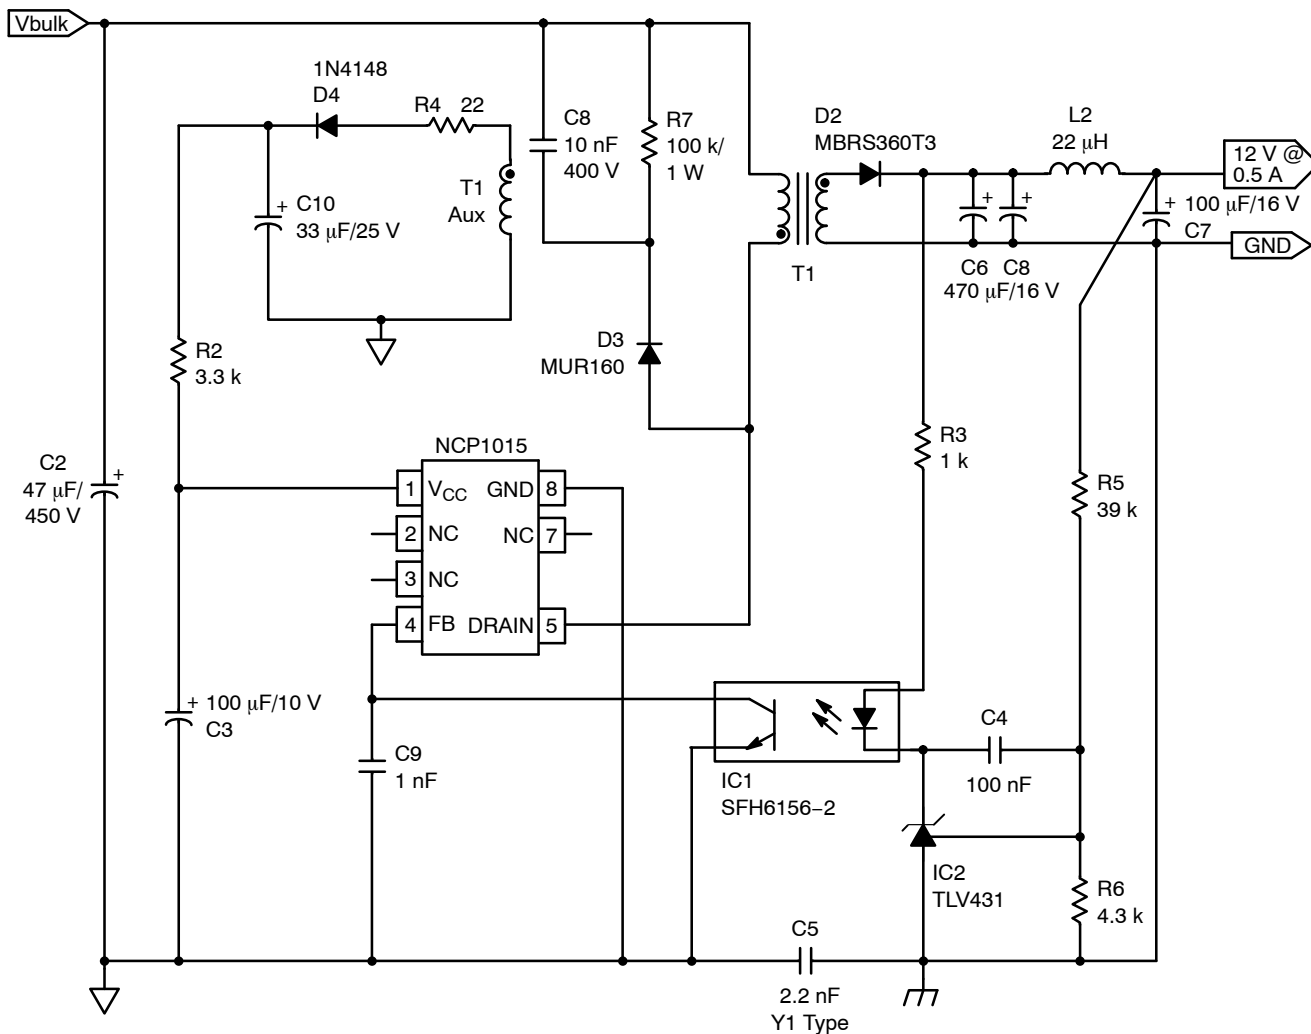 Vbulk
1N4148
D4
R4 22
C8
10 nF
400 V
R7
100 k/
1 W
D2
MBRS360T3
L2
22 μH
12 V @
0.5 A
T1
Aux
+ C10
33 μF/25 V
+
+
+ 100 μF/16 V
C7
GND
T1
C6 C8
470 μF/16 V
R2
3.3 k
D3
MUR160
R3
1 k
NCP1015
C2
47 μF/
450 V
+
1 VCC GND 8
2 NC NC 7
3 NC
4 FB DRAIN 5
R5
39 k
+ 100 μF/10 V
C3
C9
1 nF
IC1
SFH6156–2
C4
100 nF
IC2
TLV431
R6
4.3 k
C5
2.2 nF
Y1 Type